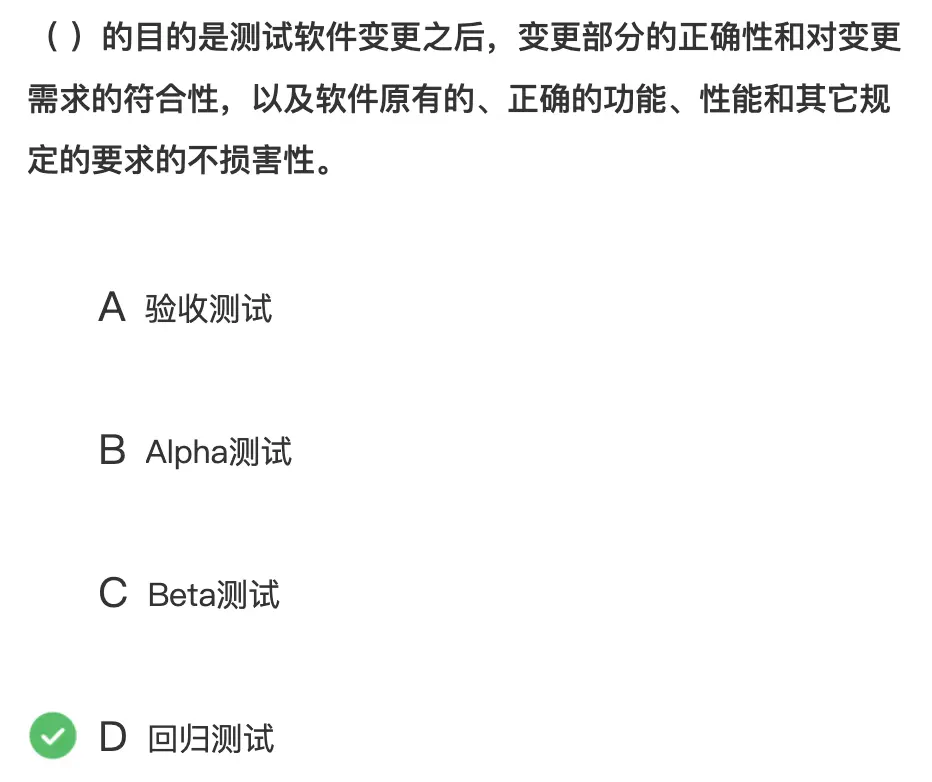 （ ）的目的是测试软件变更之后，变更部分的正确性和对变更
需求的符合性，以及软件原有的、正确的功能、性能和其它规
定的要求的不损害性。
A 验收测试
B Alpha测试
C Beta测试
D 回归测试